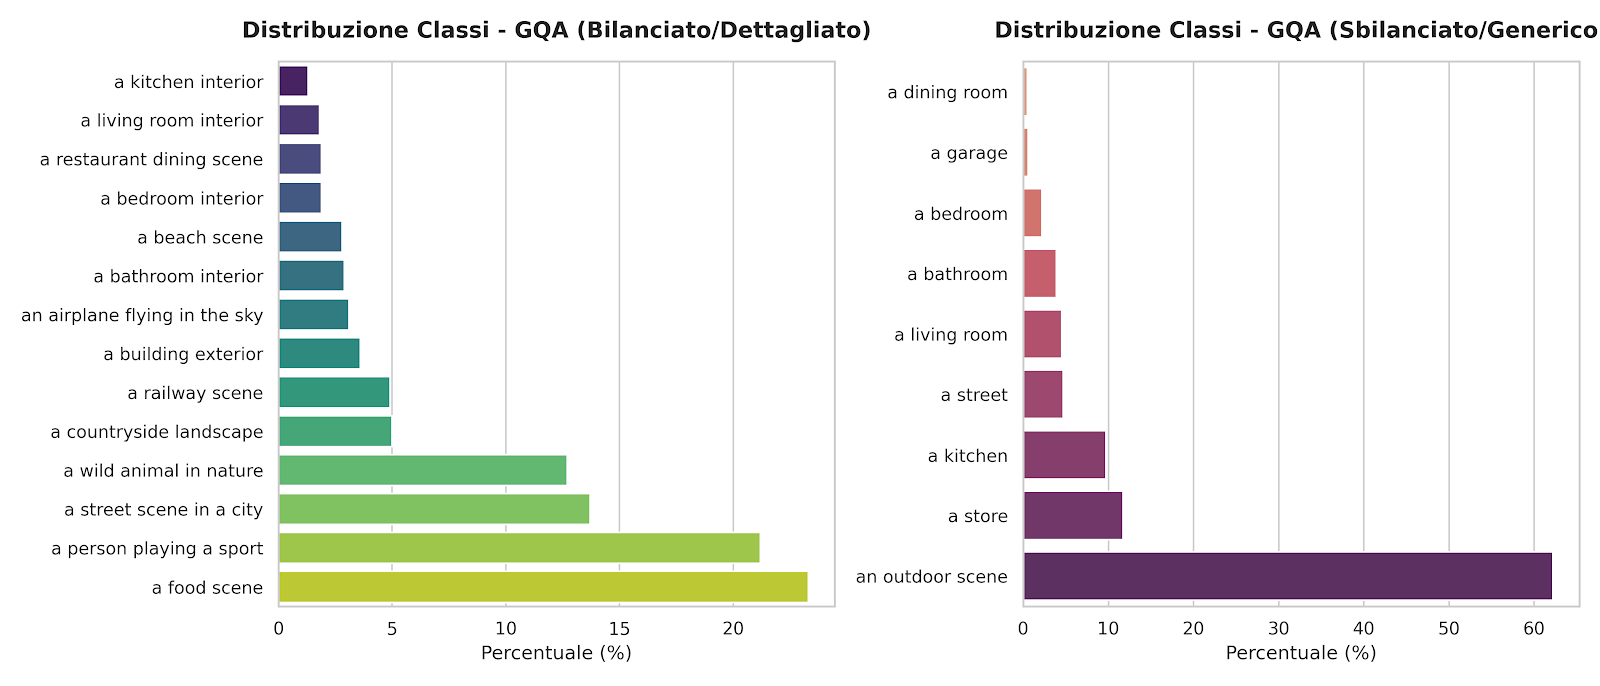 Distribuzione Classi - GQA (Bilanciato/Dettagliato)
a kitchen interior
a living room interior
a restaurant dining scene
a bedroom interior
a beach scene
a bathroom interior
an airplane flying in the sky
a building exterior
a railway scene
a countryside landscape
a wild animal in nature
a street scene in a city
a person playing a sport
a food scene
0 5 10 15 20
Percentuale (%)
Distribuzione Classi - GQA (Sbilanciato/Generico
a dining room
a garage
a bedroom
a bathroom
a living room
a street
a kitchen
a store
an outdoor scene
0 10 20 30 40 50 60
Percentuale (%)